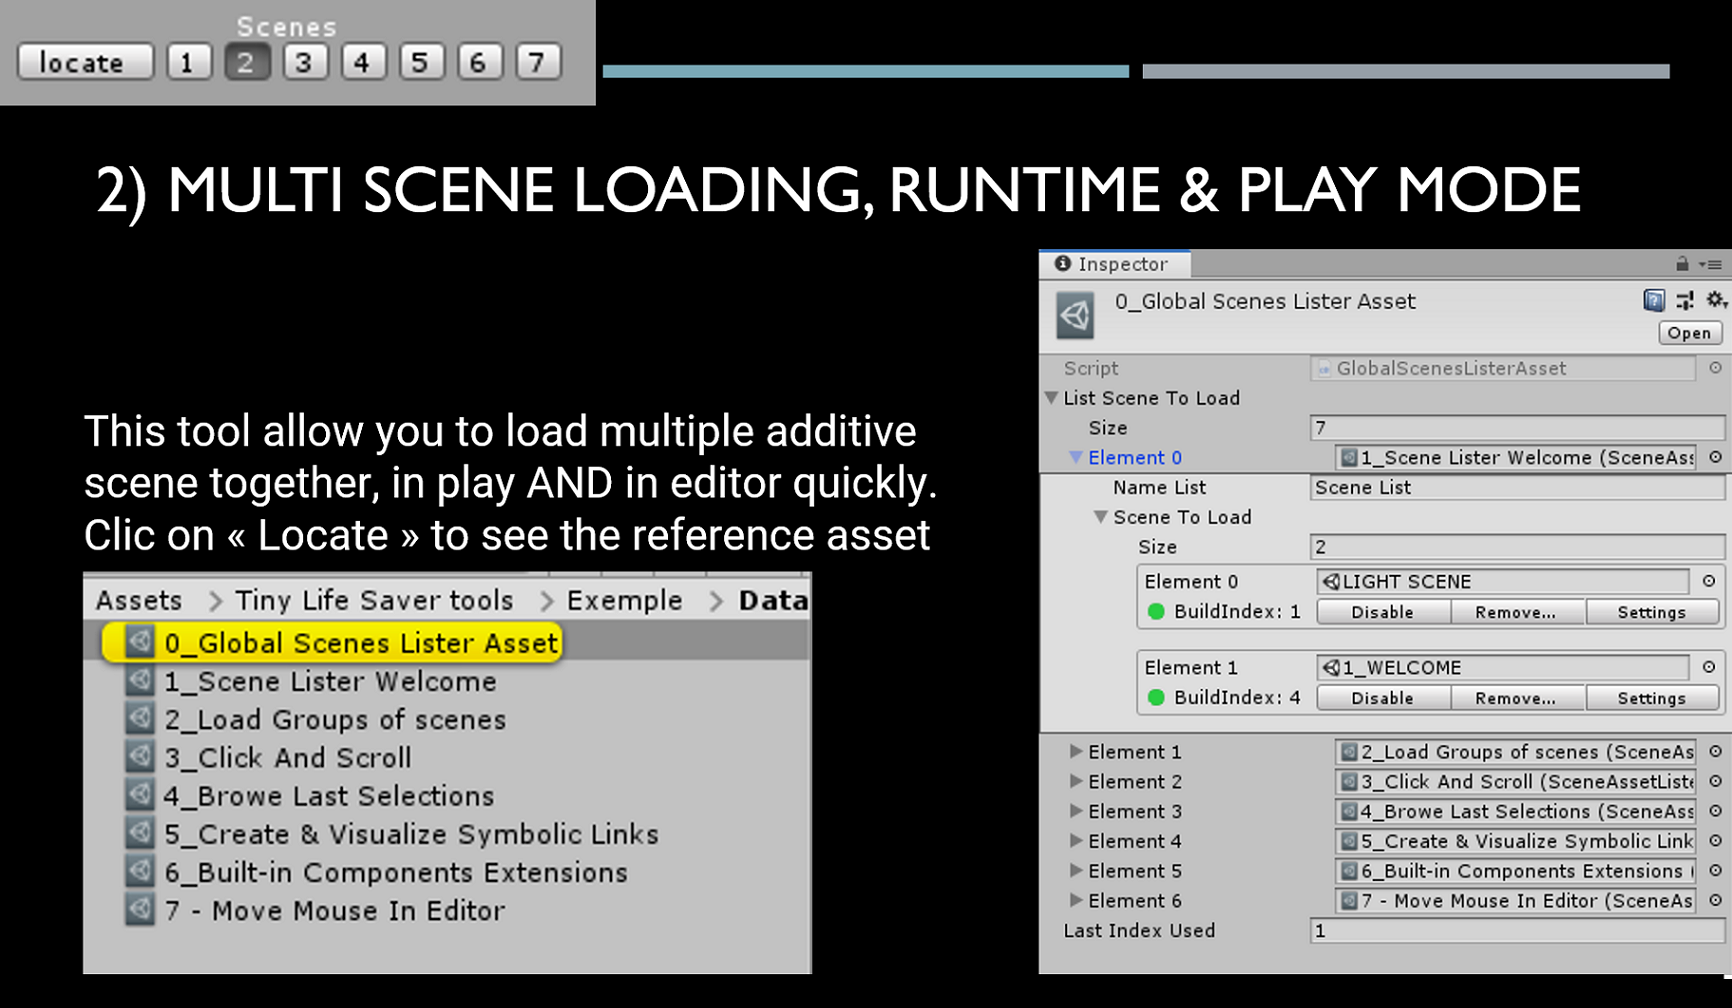 Scenes
locate 1 2 3 4 5 6 7
2) MULTI SCENE LOADING, RUNTIME & PLAY MODE
This tool allow you to load multiple additive
scene together, in play AND in editor quickly.
Clic on « Locate » to see the reference asset
Assets > Tiny Life Saver tools > Exemple > Data
0_Global Scenes Lister Asset
1_Scene Lister Welcome
2_Load Groups of scenes
3_Click And Scroll
4_Browe Last Selections
5_Create & Visualize Symbolic Links
6_Built-in Components Extensions
7 - Move Mouse In Editor
Inspector
0_Global Scenes Lister Asset
Open
Script GlobalScenesListerAsset
List Scene To Load
Size 7
Element 0 1_Scene Lister Welcome (SceneAss
Name List Scene List
Scene To Load
Size 2
Element 0 LIGHT SCENE
BuildIndex: 1 Disable Remove... Settings
Element 1 1_WELCOME
BuildIndex: 4 Disable Remove... Settings
Element 1 2_Load Groups of scenes (SceneAs
Element 2 3_Click And Scroll (SceneAssetListe
Element 3 4_Browe Last Selections (SceneAss
Element 4 5_Create & Visualize Symbolic Link
Element 5 6_Built-in Components Extensions (
Element 6 7 - Move Mouse In Editor (SceneAs
Last Index Used 1